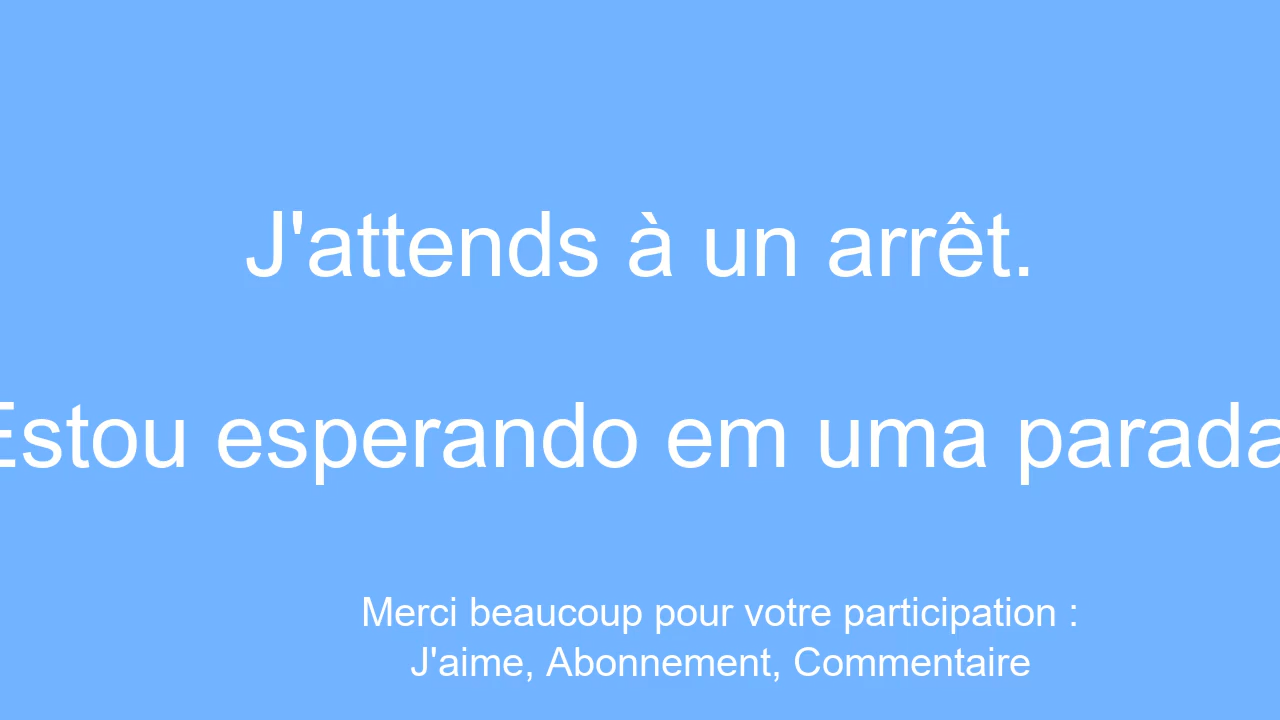 J'attends à un arrêt.
Estou esperando em uma parada
Merci beaucoup pour votre participation :
J'aime, Abonnement, Commentaire